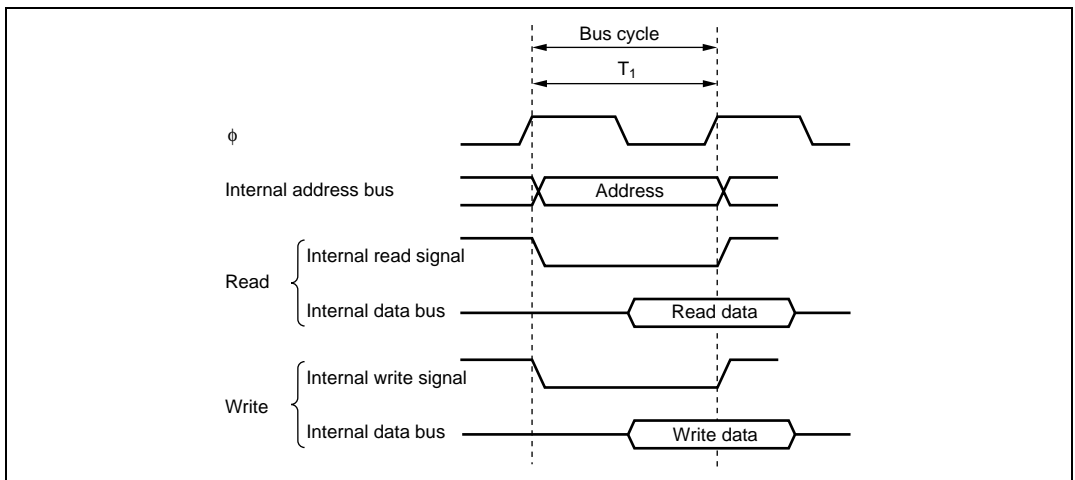 Bus cycle
T1
ϕ
Internal address bus
Address
Read
Internal read signal
Internal data bus
Read data
Write
Internal write signal
Internal data bus
Write data